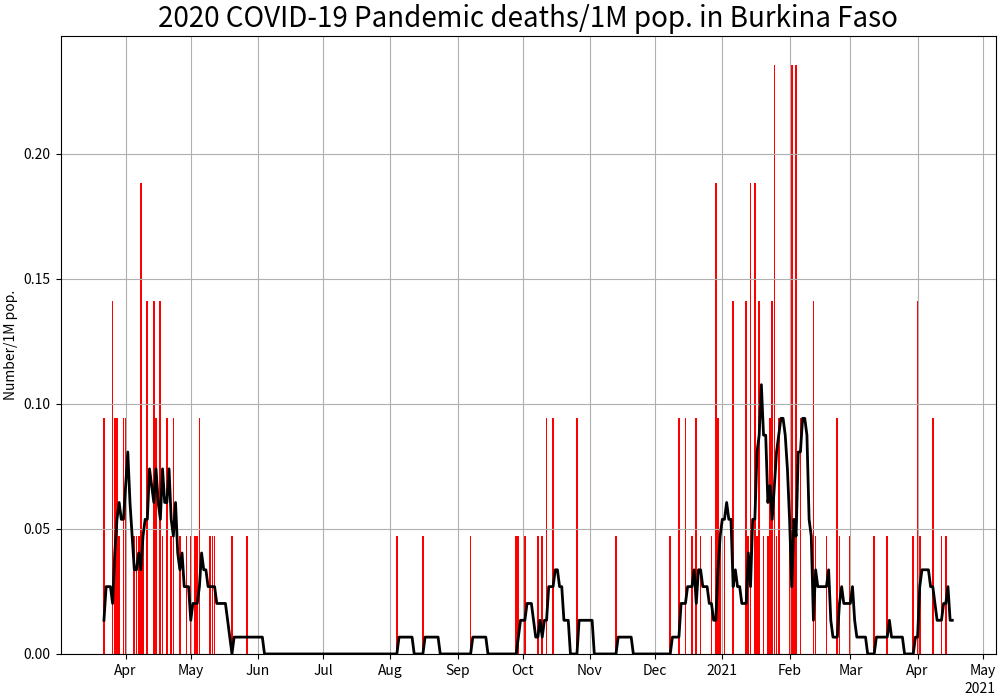 2020 COVID-19 Pandemic deaths/1M pop. in Burkina Faso
Number/1M pop.
0.20
0.15
0.10
0.05
0.00
Apr May Jun Jul Aug Sep Oct Nov Dec 2021 Feb Mar Apr May
2021